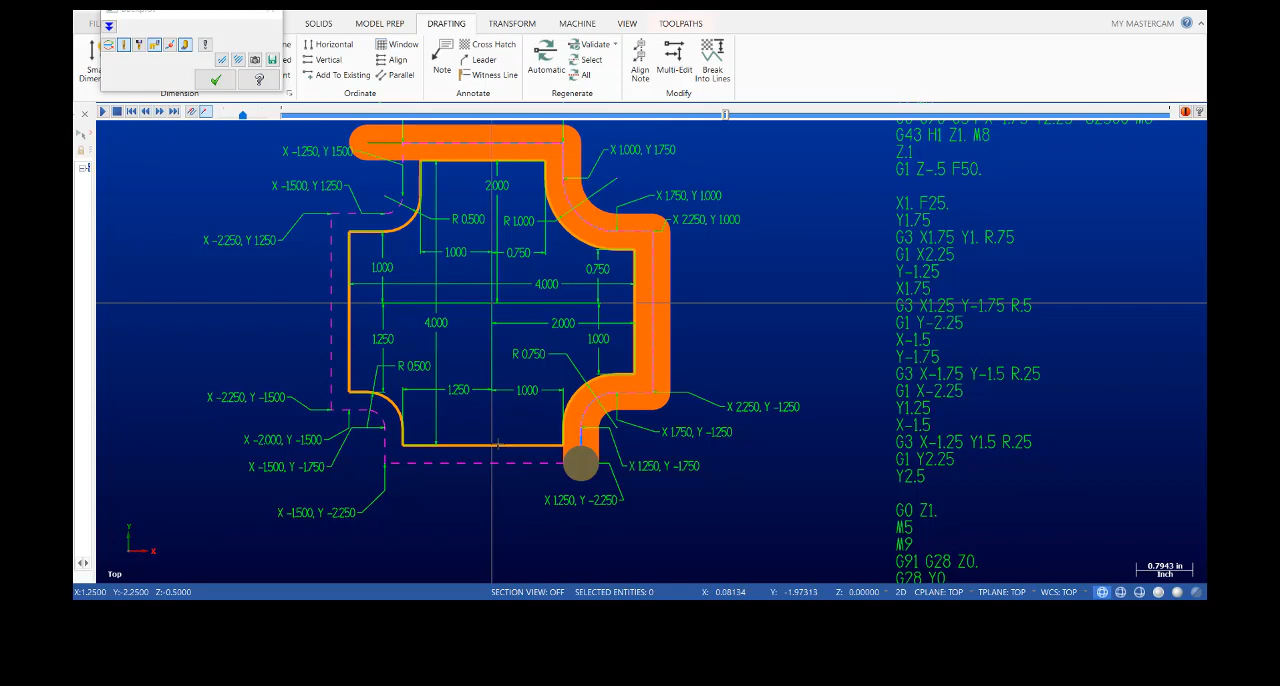 FIL
SOLIDS
MODEL PREP
DRAFTING
TRANSFORM
MACHINE
VIEW
TOOLPATHS
MY MASTERCAM
Horizontal
Vertical
Add To Existing
Window
Align
Parallel
Ordinate
Note
Cross Hatch
Leader
Witness Line
Annotate
Automatic
Validate
Select
All
Regenerate
Align
Note
Multi-Edit
Break
Into Lines
Modify
Dimension
G43 H1 Z1. M8
Z.1
G1 Z-.5 F50.
X1. F25.
Y1.75
G3 X1.75 Y1. R.75
G1 X2.25
Y-1.25
X1.75
G3 X1.25 Y-1.75 R.5
G1 Y-2.25
X-1.5
Y-1.75
G3 X-1.75 Y-1.5 R.25
G1 X-2.25
Y1.25
X-1.5
G3 X-1.25 Y1.5 R.25
G1 Y2.25
Y2.5
G0 Z1.
M5
M9
G91 G28 Z0.
G28 Y0.
X -1.250, Y 1.500
X -1.500, Y 1.250
X -2.250, Y 1.250
X 1.000, Y 1.750
X 1.750, Y 1.000
X 2.250, Y 1.000
2.000
R 0.500
R 1.000
1.000
0.750
1.000
0.750
4.000
4.000
2.000
1.250
1.000
R 0.750
R 0.500
1.250
1.000
X -2.250, Y -1.500
X -2.000, Y -1.500
X -1.500, Y -1.750
X -1.500, Y -2.250
X 2.250, Y -1.250
X 1.750, Y -1.250
X 1.250, Y -1.750
X 1.250, Y -2.250
Y
X
Top
0.7943 in
Inch
X:1.2500 Y:-2.2500 Z:-0.5000
SECTION VIEW: OFF
SELECTED ENTITIES: 0
X: 0.08134
Y: -1.97313
Z: 0.00000
2D
CPLANE: TOP
TPLANE: TOP
WCS: TOP